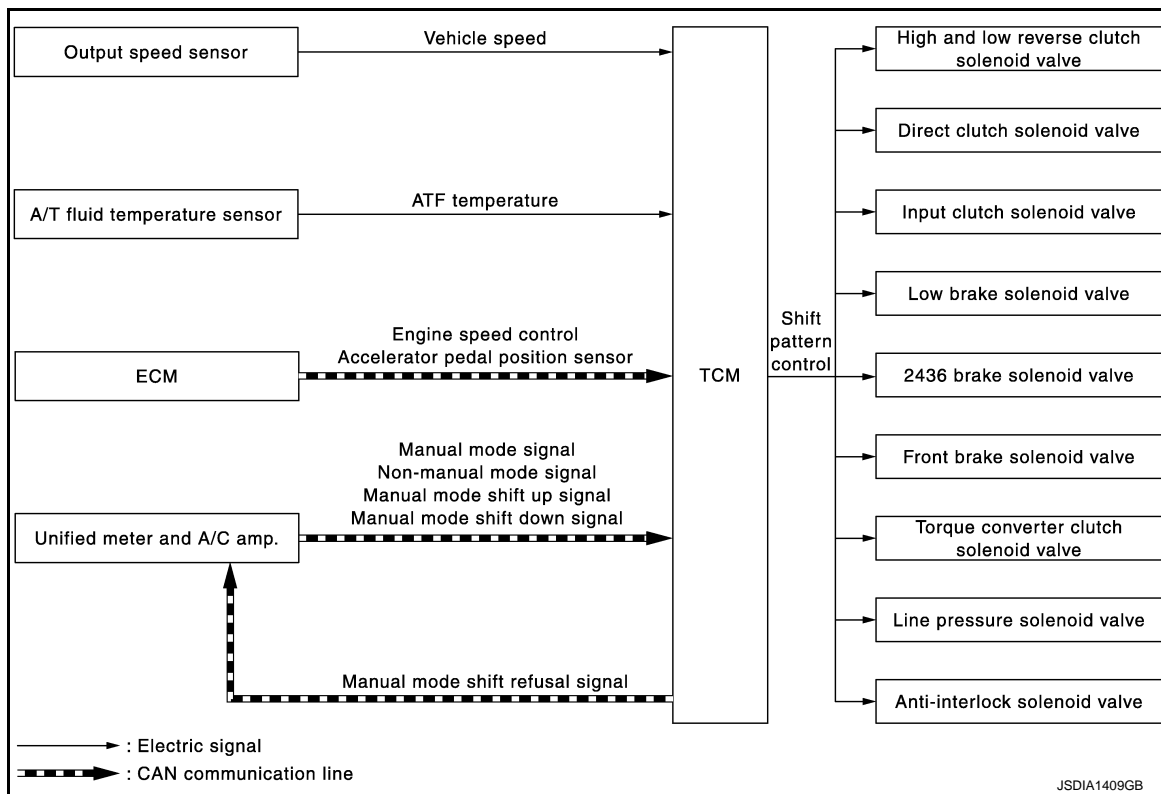 Output speed sensor
Vehicle speed
A/T fluid temperature sensor
ATF temperature
ECM
Engine speed control
Accelerator pedal position sensor
Unified meter and A/C amp.
Manual mode signal
Non-manual mode signal
Manual mode shift up signal
Manual mode shift down signal
Manual mode shift refusal signal
TCM
Shift
pattern
control
High and low reverse clutch
solenoid valve
Direct clutch solenoid valve
Input clutch solenoid valve
Low brake solenoid valve
2436 brake solenoid valve
Front brake solenoid valve
Torque converter clutch
solenoid valve
Line pressure solenoid valve
Anti-interlock solenoid valve
: Electric signal
: CAN communication line
JSDIA1409GB